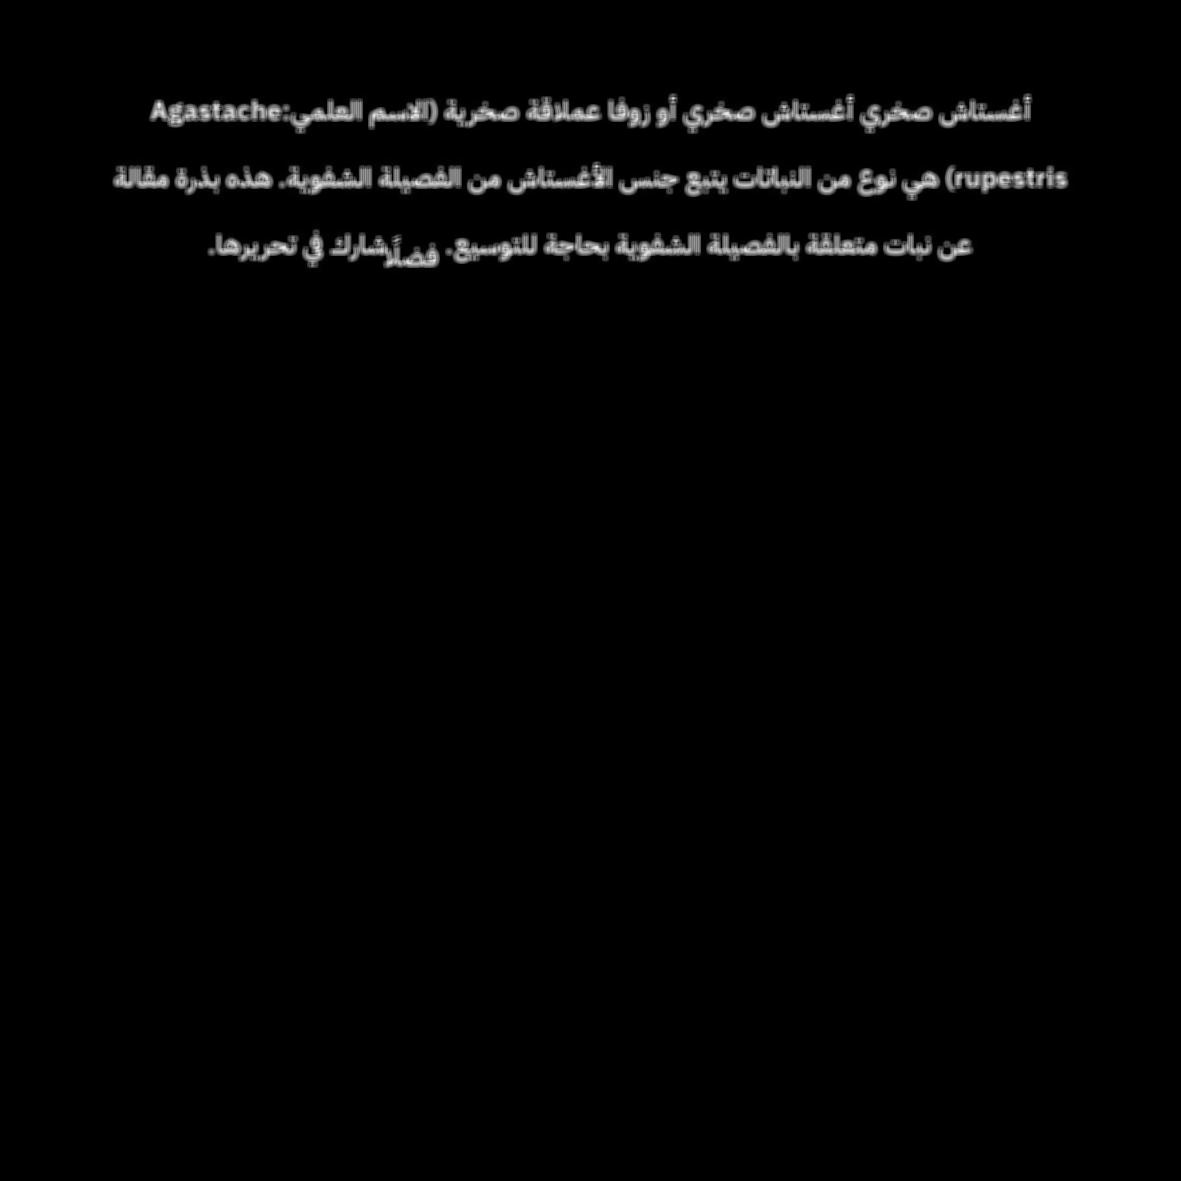 أغستاش صخري أغستاش صخري أو زوفا عملاقة صخرية (الاسم العلمي:Agastache
rupestris) هي نوع من النباتات يتبع جنس الأغستاش من الفصيلة الشفوية. هذه بذرة مقالة
عن نبات متعلقة بالفصيلة الشفوية بحاجة للتوسيع. فضلًا شارك في تحريرها.